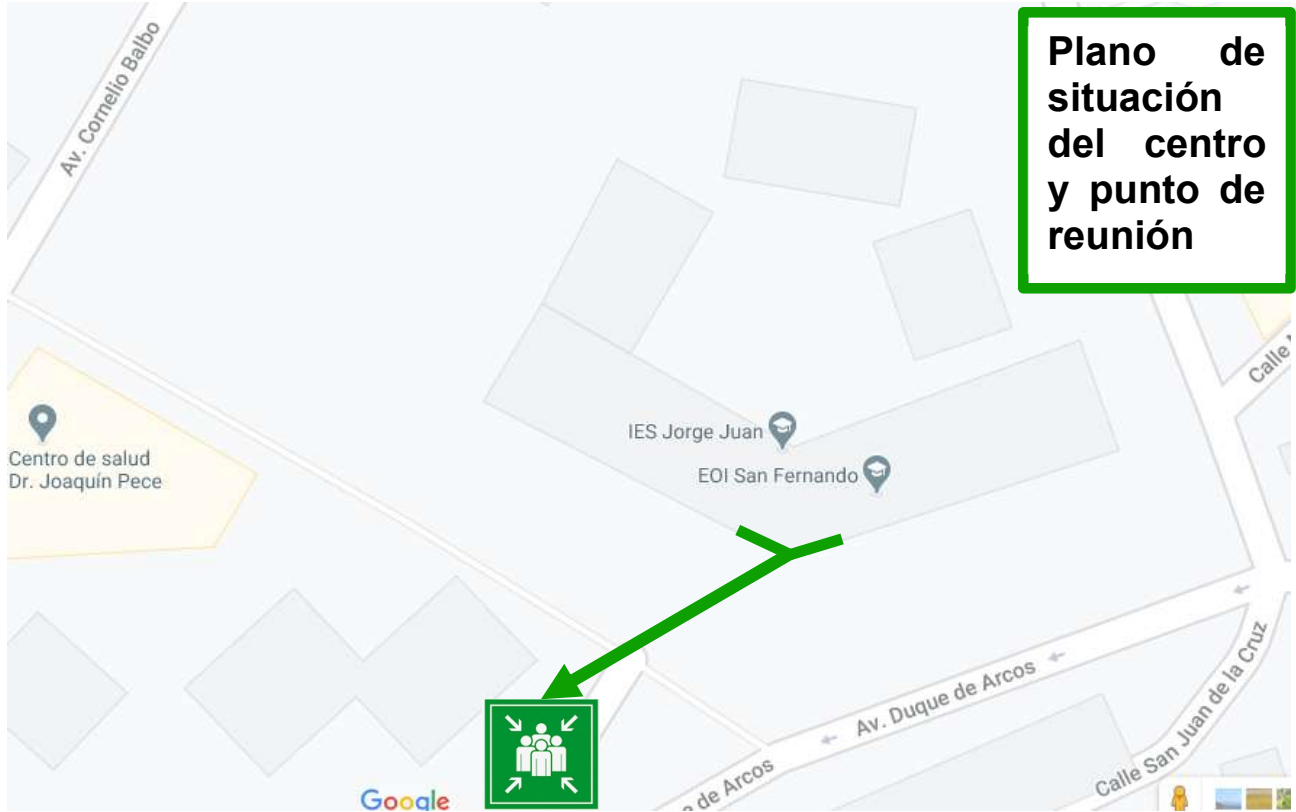 Plano de
situación
del centro
y punto de
reunión
Av. Cornelio Balbo
Calle
IES Jorge Juan
EOI San Fernando
Centro de salud
Dr. Joaquín Pece
Av. Duque de Arcos
Calle San Juan de la Cruz
e de Arcos
Google